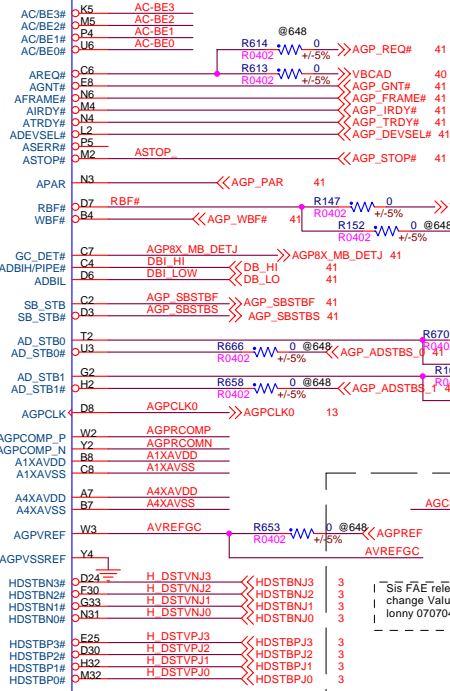 AC/BE3# K5 AC-BE3
AC/BE2# M5 AC-BE2
AC/BE1# P4 AC-BE1
AC/BE0# U6 AC-BE0
@648
R614 0 AGP_REQ# 41
R0402 +/-5%
AREQ# C6 R613 0 VBCAD 40
R0402 +/-5%
AGNT# E8 AGP_GNT# 41
AFRAME# N6 AGP_FRAME# 41
AIRDY# M4 AGP_IRDY# 41
ATRDY# N4 AGP_TRDY# 41
ADEVSEL# L2 AGP_DEVSEL# 41
ASERR# P5
ASTOP# M2 ASTOP_ AGP_STOP# 41
APAR N3 AGP_PAR 41
RBF# D7 RBF# R147 0
R0402 +/-5%
WBF# B4 AGP_WBF# 41
R152 0 @648
R0402 +/-5%
GC_DET# C7 AGP8X_MB_DETJ AGP8X_MB_DETJ 41
ADBIH/PIPE# C4 DBI_HI DB_HI 41
ADBIL D6 DBI_LOW DB_LO 41
SB_STB C2 AGP_SBSTBF AGP_SBSTBF 41
SB_STB# D3 AGP_SBSTBS AGP_SBSTBS 41
AD_STB0 T2 R670
AD_STB0# U3 R666 0 @648 AGP_ADSTBS_0 41
R0402 +/-5%
AD_STB1 G2
AD_STB1# H2 R658 0 @648 AGP_ADSTBS_1
R0402 +/-5%
AGPCLK D8 AGPCLK0 AGPCLK0 13
AGPCOMP_P W2 AGPRCOMP
AGPCOMP_N Y2 AGPRCOMN
A1XAVDD B8 A1XAVDD
A1XAVSS C8 A1XAVSS
A4XAVDD A7 A4XAVDD
A4XAVSS B7 A4XAVSS
AGC
AGPVREF W3 AVREFGC R653 0 @648 AGPREF
R0402 +/-5%
AVREFGC
AGPVSSREF Y4
HDSTBN3# D24 H_DSTVNJ3 HDSTBNJ3 3
HDSTBN2# F30 H_DSTVNJ2 HDSTBNJ2 3
HDSTBN1# G33 H_DSTVNJ1 HDSTBNJ1 3
HDSTBN0# N31 H_DSTVNJ0 HDSTBNJ0 3
Sis FAE rele
change Valu
lonny 07070
HDSTBP3# E25 H_DSTVPJ3 HDSTBPJ3 3
HDSTBP2# D30 H_DSTVPJ2 HDSTBPJ2 3
HDSTBP1# H32 H_DSTVPJ1 HDSTBPJ1 3
HDSTBP0# M32 H_DSTVPJ0 HDSTBPJ0 3